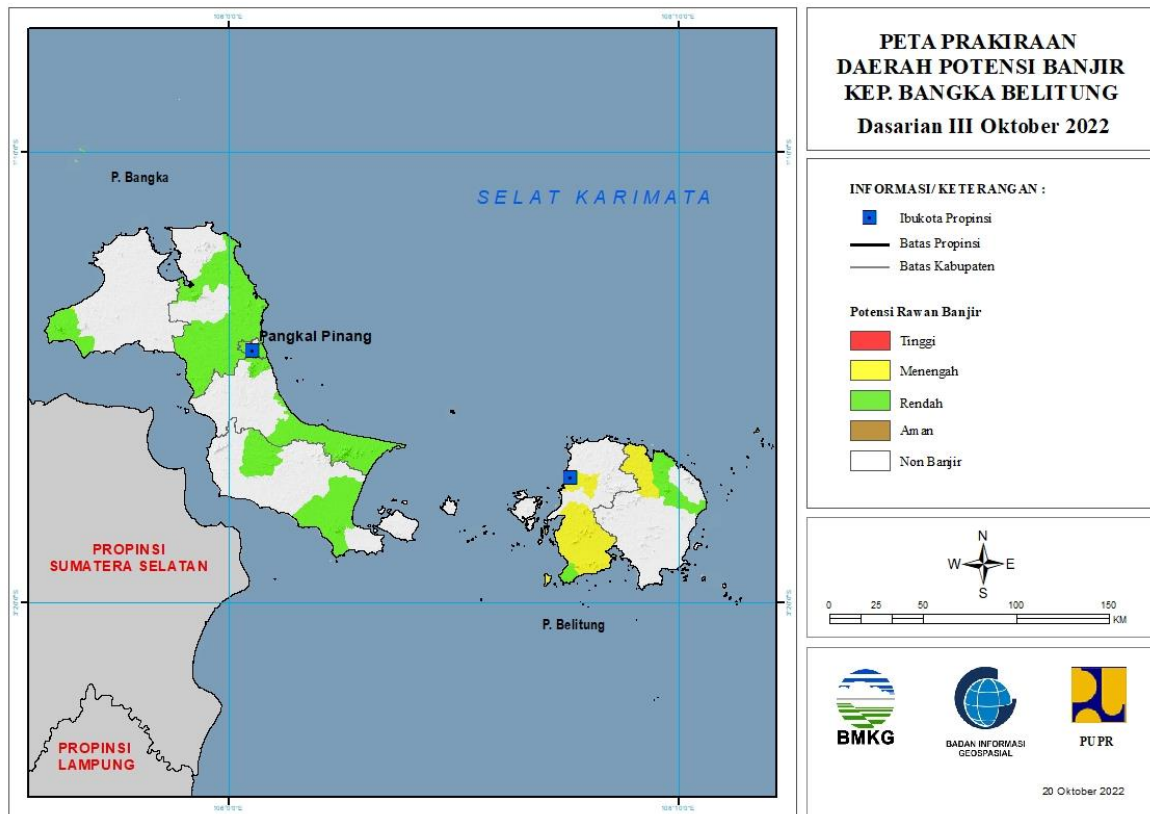 PETA PRAKIRAAN
DAERAH POTENSI BANJIR
KEP. BANGKA BELITUNG
Dasarian III Oktober 2022
P. Bangka
SELAT KARIMATA
Pangkal Pinang
PROPINSI
SUMATERA SELATAN
P. Belitung
PROPINSI
LAMPUNG
INFORMASI/ KETERANGAN :
Ibukota Propinsi
Batas Propinsi
Batas Kabupaten
Potensi Rawan Banjir
Tinggi
Menengah
Rendah
Aman
Non Banjir
N
W
E
S
0 25 50 100 150
KM
BMKG
BADAN INFORMASI
GEOSPASIAL
PUPR
20 Oktober 2022